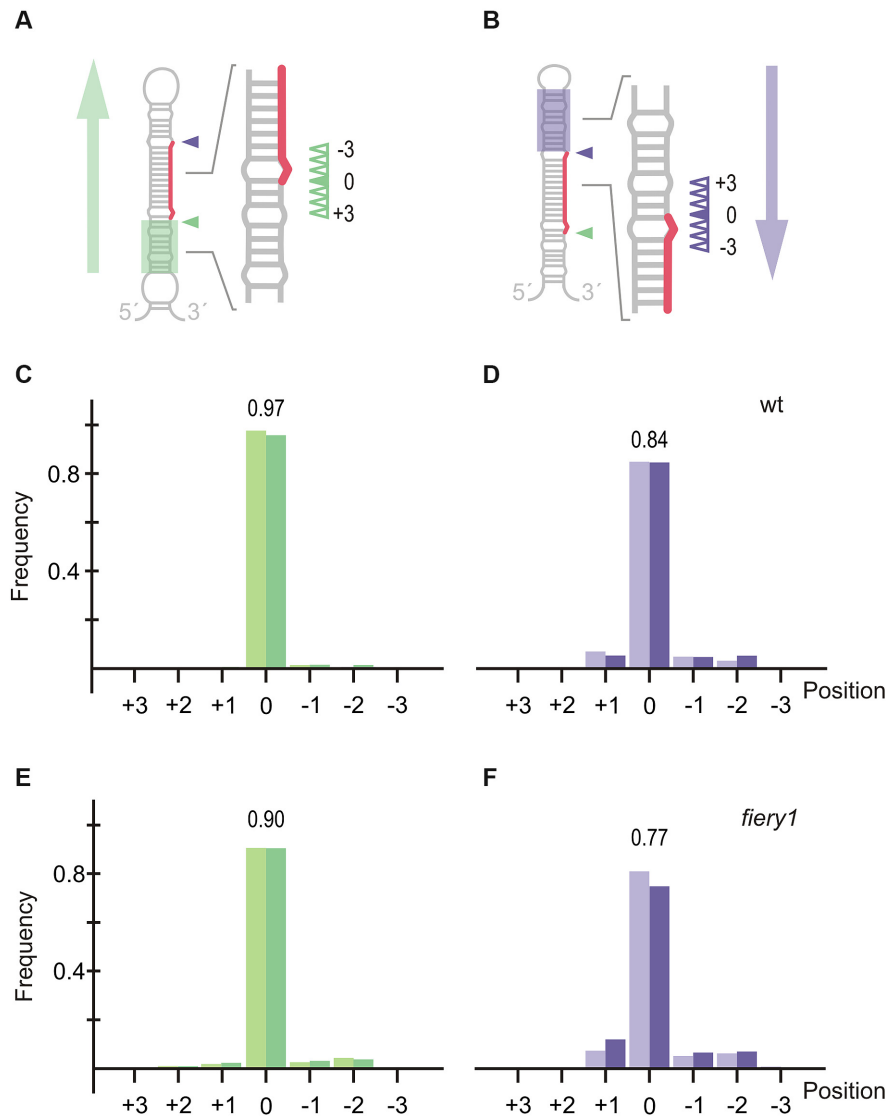 A
B
-3
0
+3
5´
3´
+3
0
-3
5´
3´
C
D
wt
0.97
0.84
0.8
0.4
Frequency
+3 +2 +1 0 -1 -2 -3
+3 +2 +1 0 -1 -2 -3
Position
E
F
fiery1
0.90
0.77
0.8
0.4
Frequency
+3 +2 +1 0 -1 -2 -3
+3 +2 +1 0 -1 -2 -3
Position